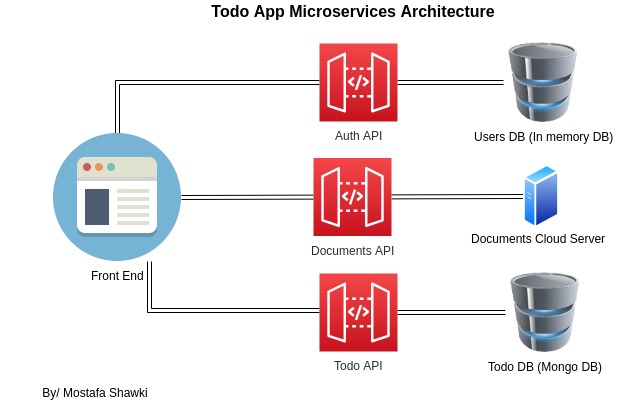 Todo App Microservices Architecture
Auth API
Users DB (In memory DB)
Documents API
Documents Cloud Server
Front End
Todo API
Todo DB (Mongo DB)
By/ Mostafa Shawki